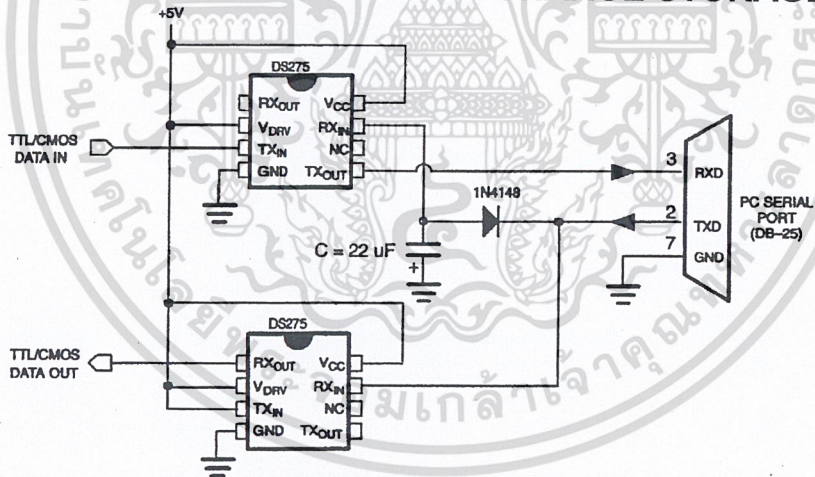 +5V
DS275
RXOUT
VCC
VDRV
RXIN
TXIN
NC
GND
TXOUT
TTL/CMOS
DATA IN
1N4148
C = 22 uF
+
3
RXD
2
TXD
7
GND
PC SERIAL
PORT
(DB-25)
DS275
RXOUT
VCC
VDRV
RXIN
TXIN
NC
GND
TXOUT
TTL/CMOS
DATA OUT